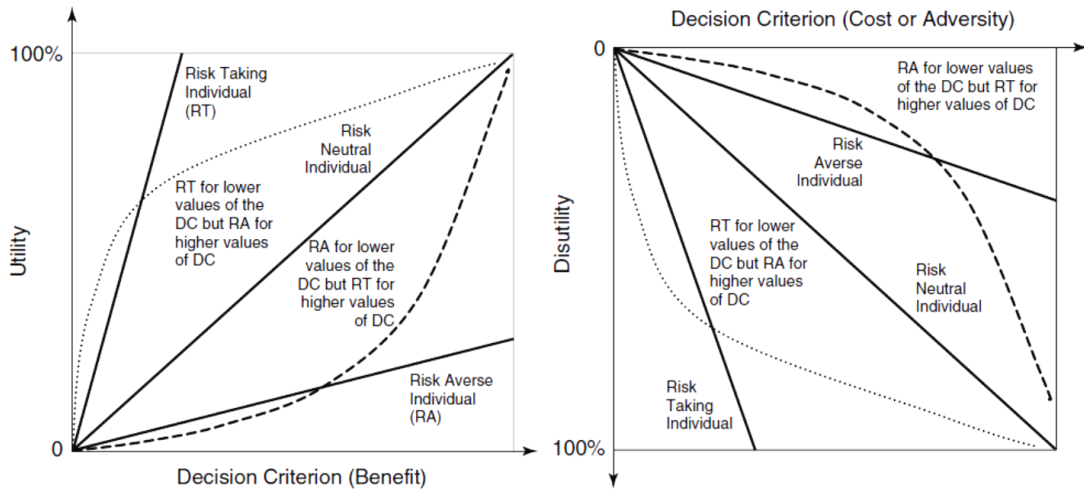 100%
Risk Taking
Individual
(RT)
Risk
Neutral
Individual
RT for lower
values of the
DC but RA for
higher values
of DC
RA for lower
values of the
DC but RT for
higher values
of DC
Risk Averse
Individual
(RA)
Utility
0
Decision Criterion (Benefit)
Decision Criterion (Cost or Adversity)
0
RA for lower values
of the DC but RT for
higher values of DC
Risk
Averse
Individual
RT for lower
values of the
DC but RA for
higher values
of DC
Risk
Neutral
Individual
Risk
Taking
Individual
Disutility
100%